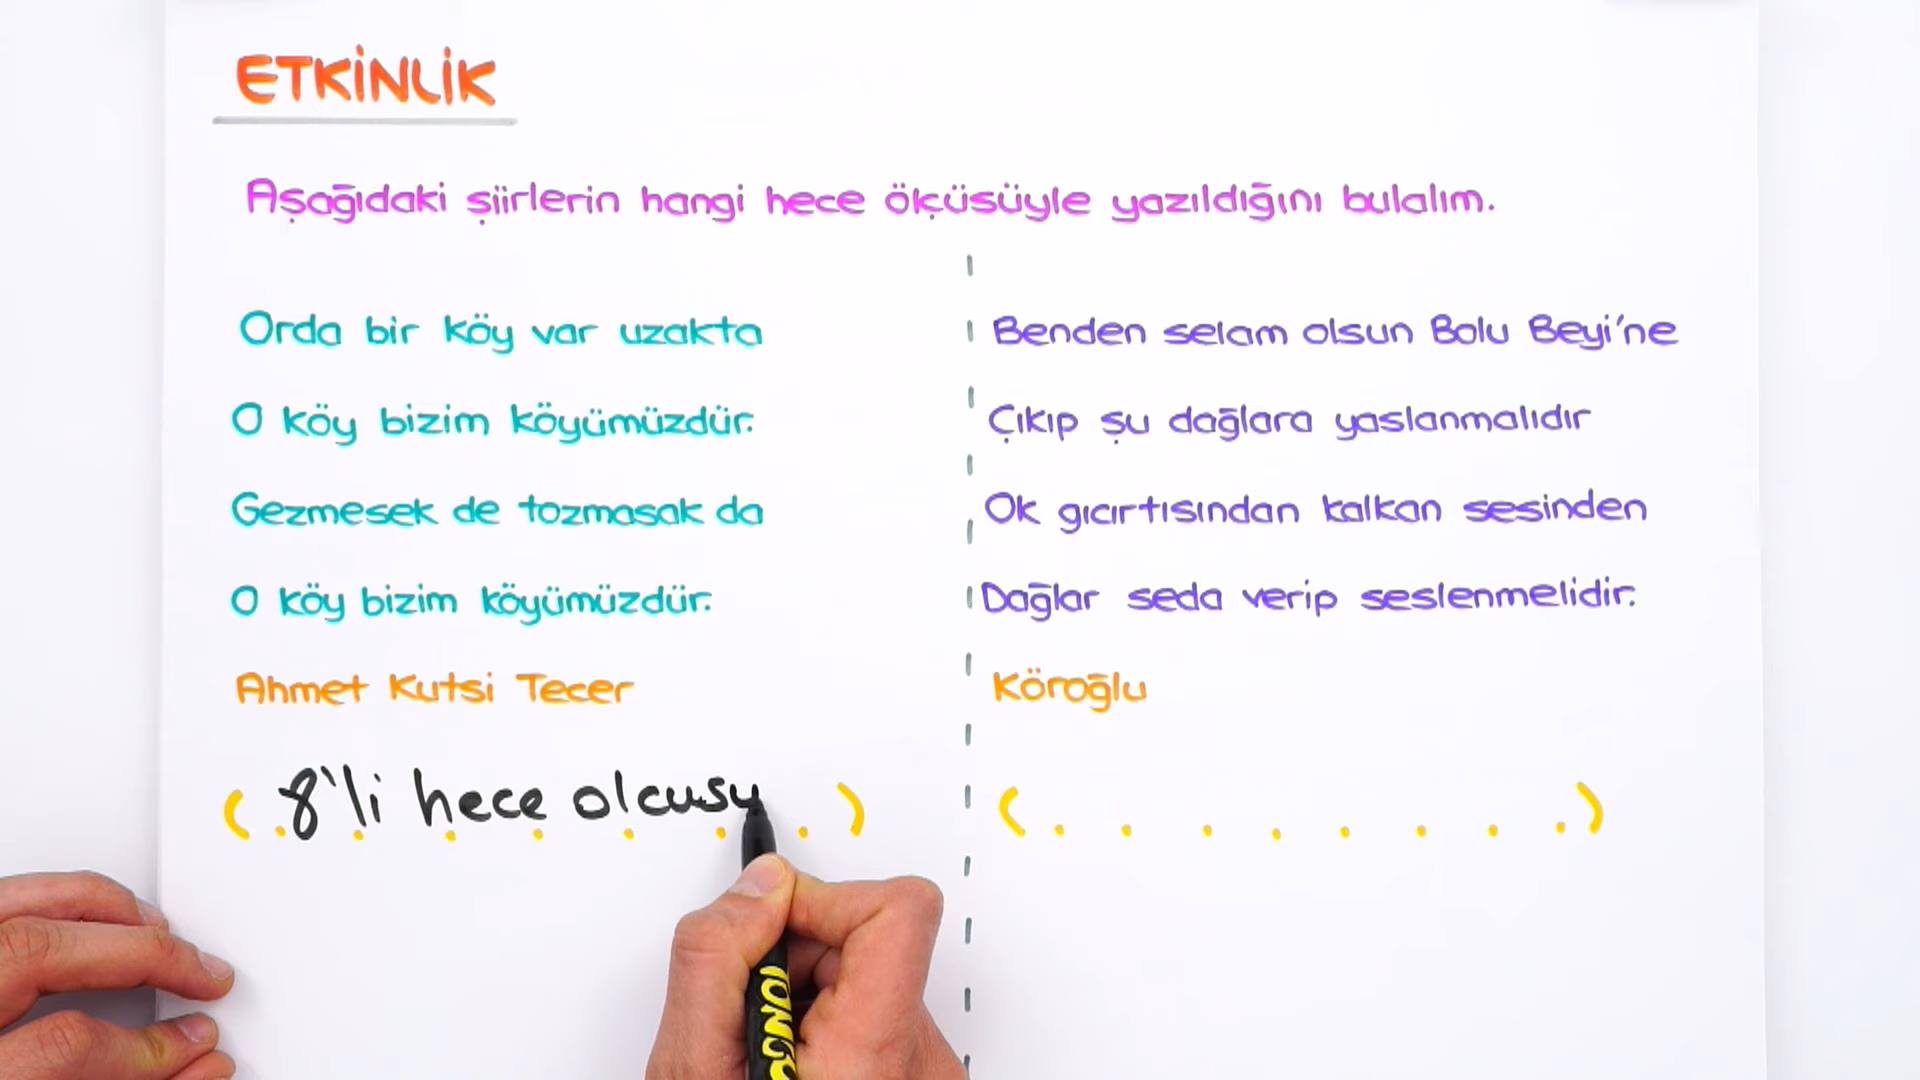 ETKİNLİK
Aşağıdaki şiirlerin hangi hece ölçüsüyle yazıldığını bulalım.
Orda bir köy var uzakta
O köy bizim köyümüzdür.
Gezmesek de tozmasak da
O köy bizim köyümüzdür.
Ahmet Kutsi Tecer
( 8'li hece olcusu )
Benden selam olsun Bolu Beyi'ne
Çıkıp şu dağlara yaslanmalıdır
Ok gıcırtısından kalkan sesinden
Dağlar seda verip seslenmelidir.
Köroğlu
( . . . . . . . . )